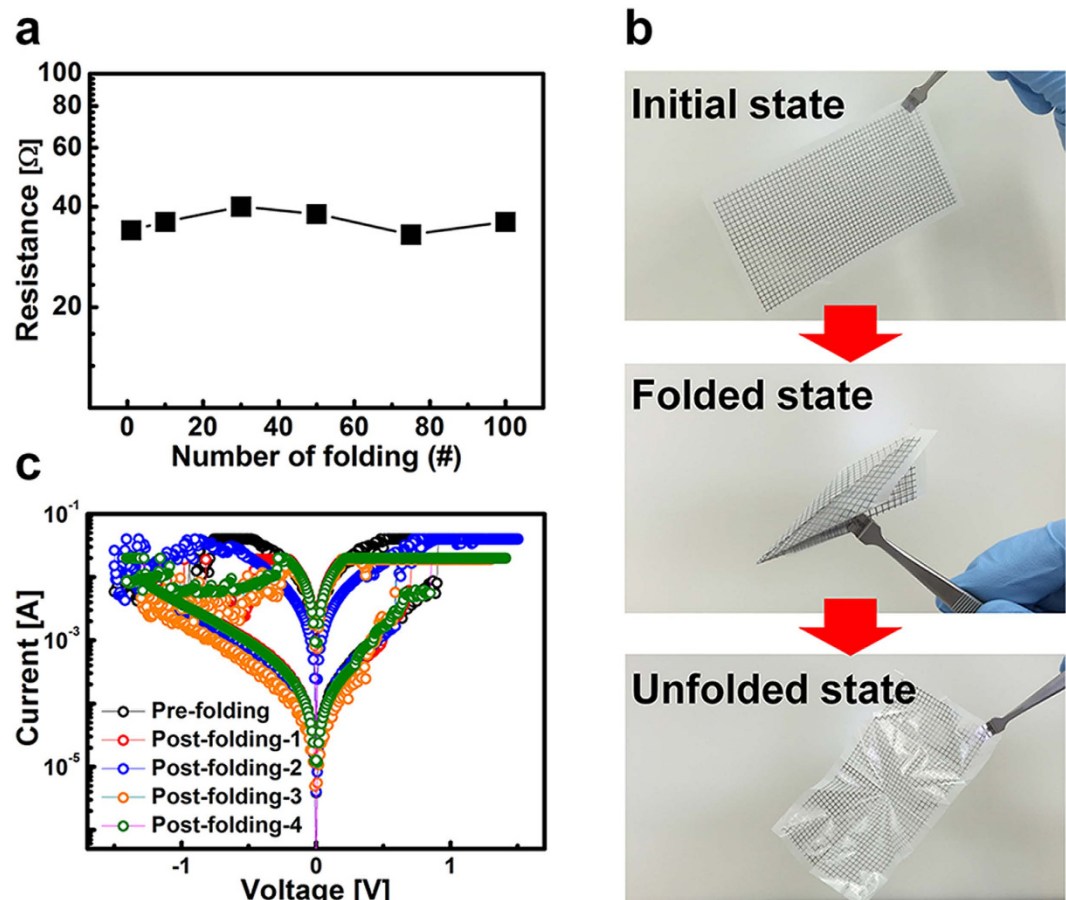 a
100
80
60
40
20
Resistance [Ω]
0 20 40 60 80 100
Number of folding (#)
b
Initial state
Folded state
Unfolded state
c
10-1
10-3
10-5
Current [A]
Pre-folding
Post-folding-1
Post-folding-2
Post-folding-3
Post-folding-4
-1 0 1
Voltage [V]